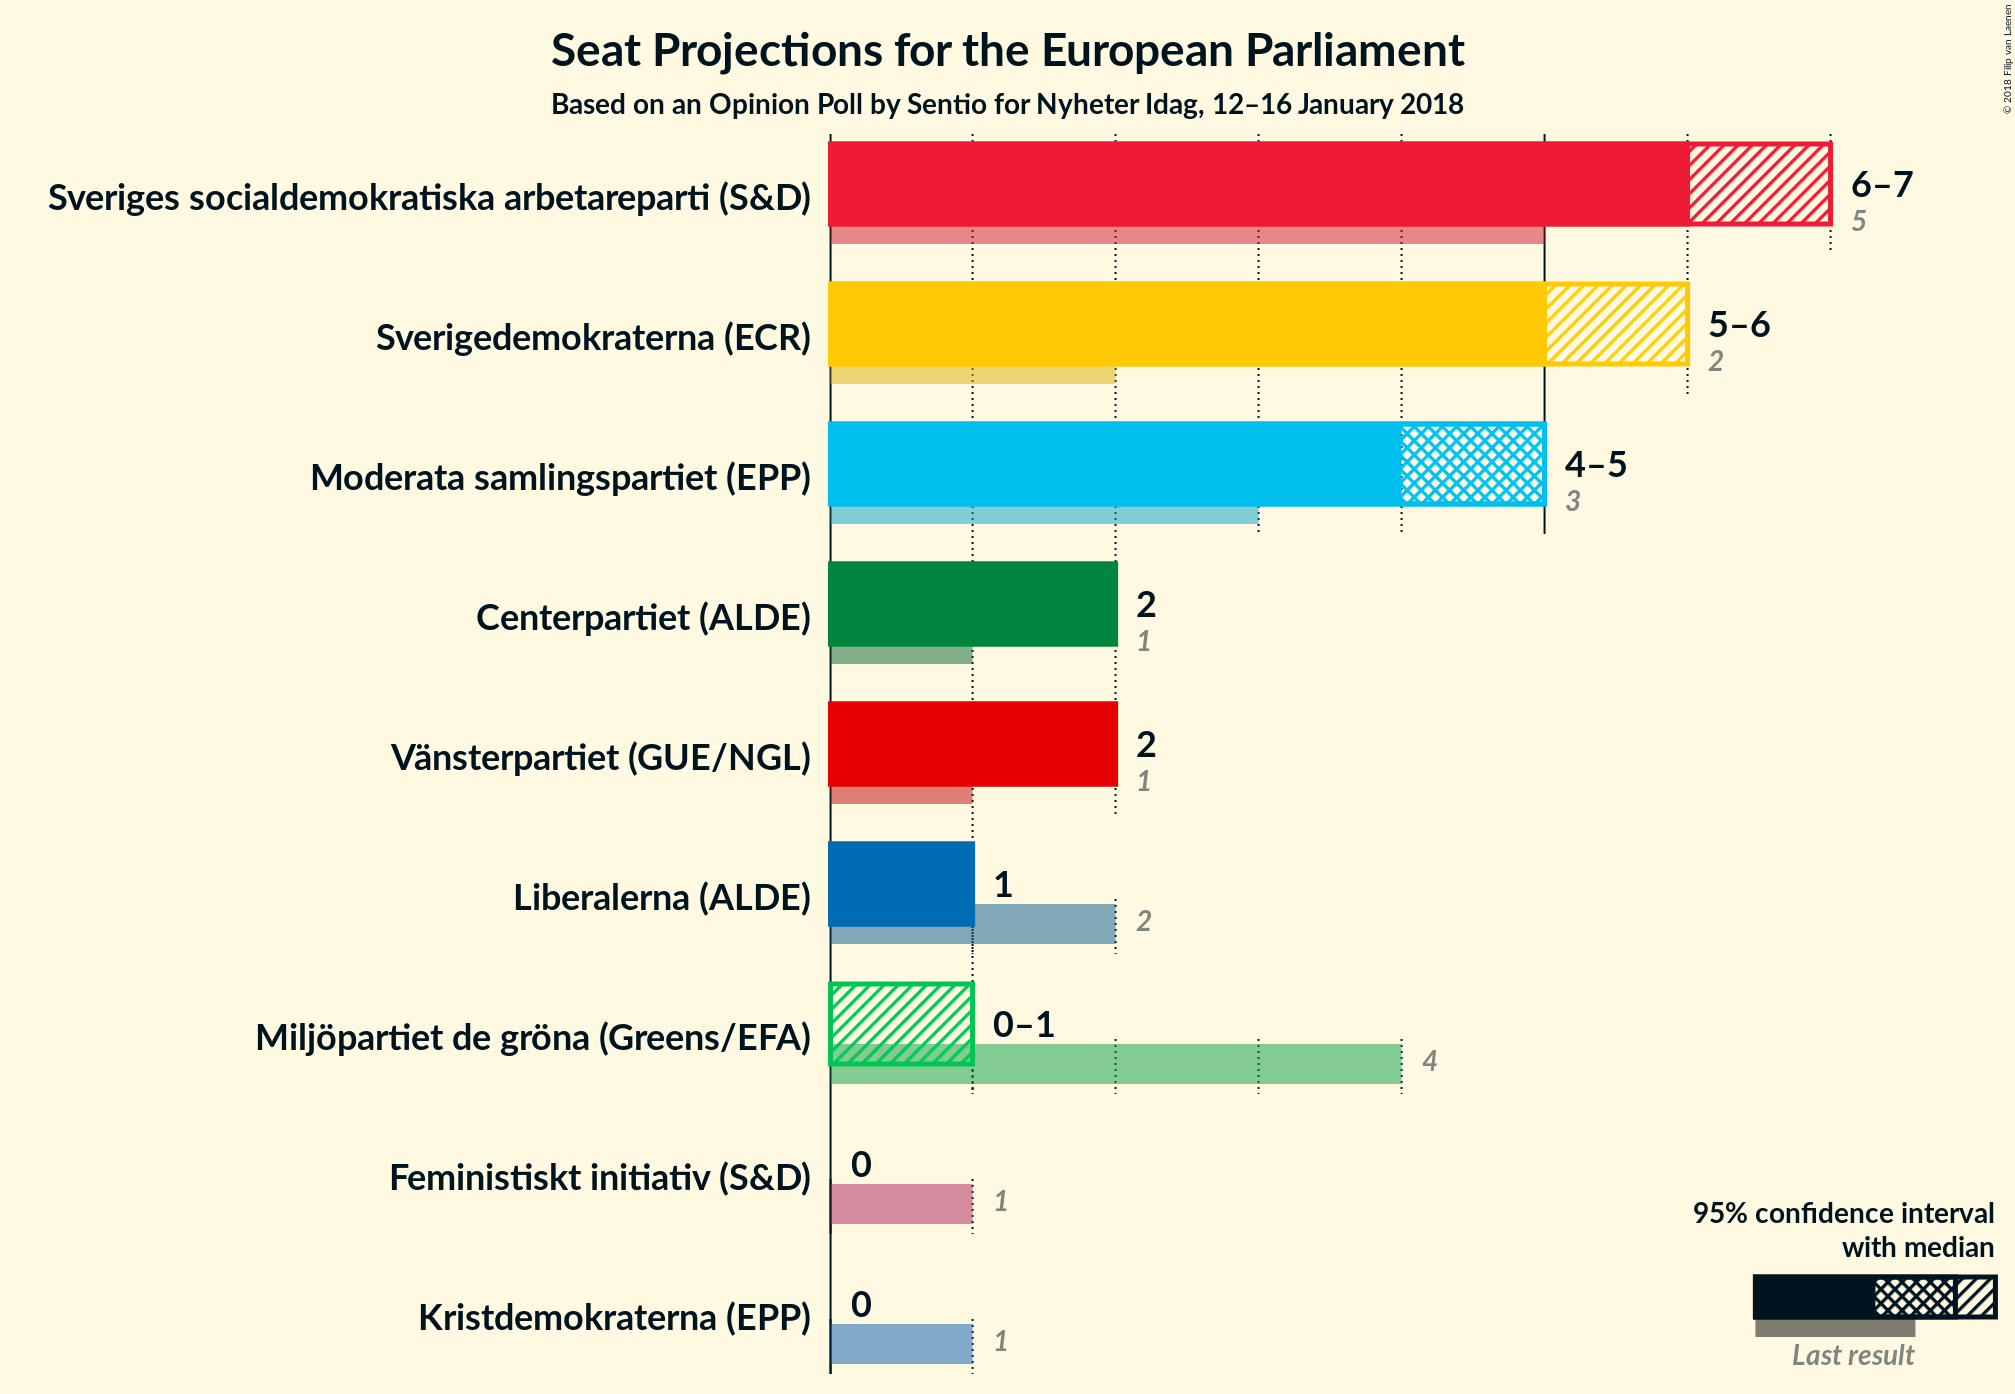 Seat Projections for the European Parliament
Based on an Opinion Poll by Sentio for Nyheter Idag, 12–16 January 2018
© 2018 Filip van Laenen
Sveriges socialdemokratiska arbetareparti (S&D)
6–7
5
Sverigedemokraterna (ECR)
5–6
2
Moderata samlingspartiet (EPP)
4–5
3
Centerpartiet (ALDE)
2
1
Vänsterpartiet (GUE/NGL)
2
1
Liberalerna (ALDE)
1
2
Miljöpartiet de gröna (Greens/EFA)
0–1
4
Feministiskt initiativ (S&D)
0
1
Kristdemokraterna (EPP)
0
1
95% confidence interval
with median
Last result